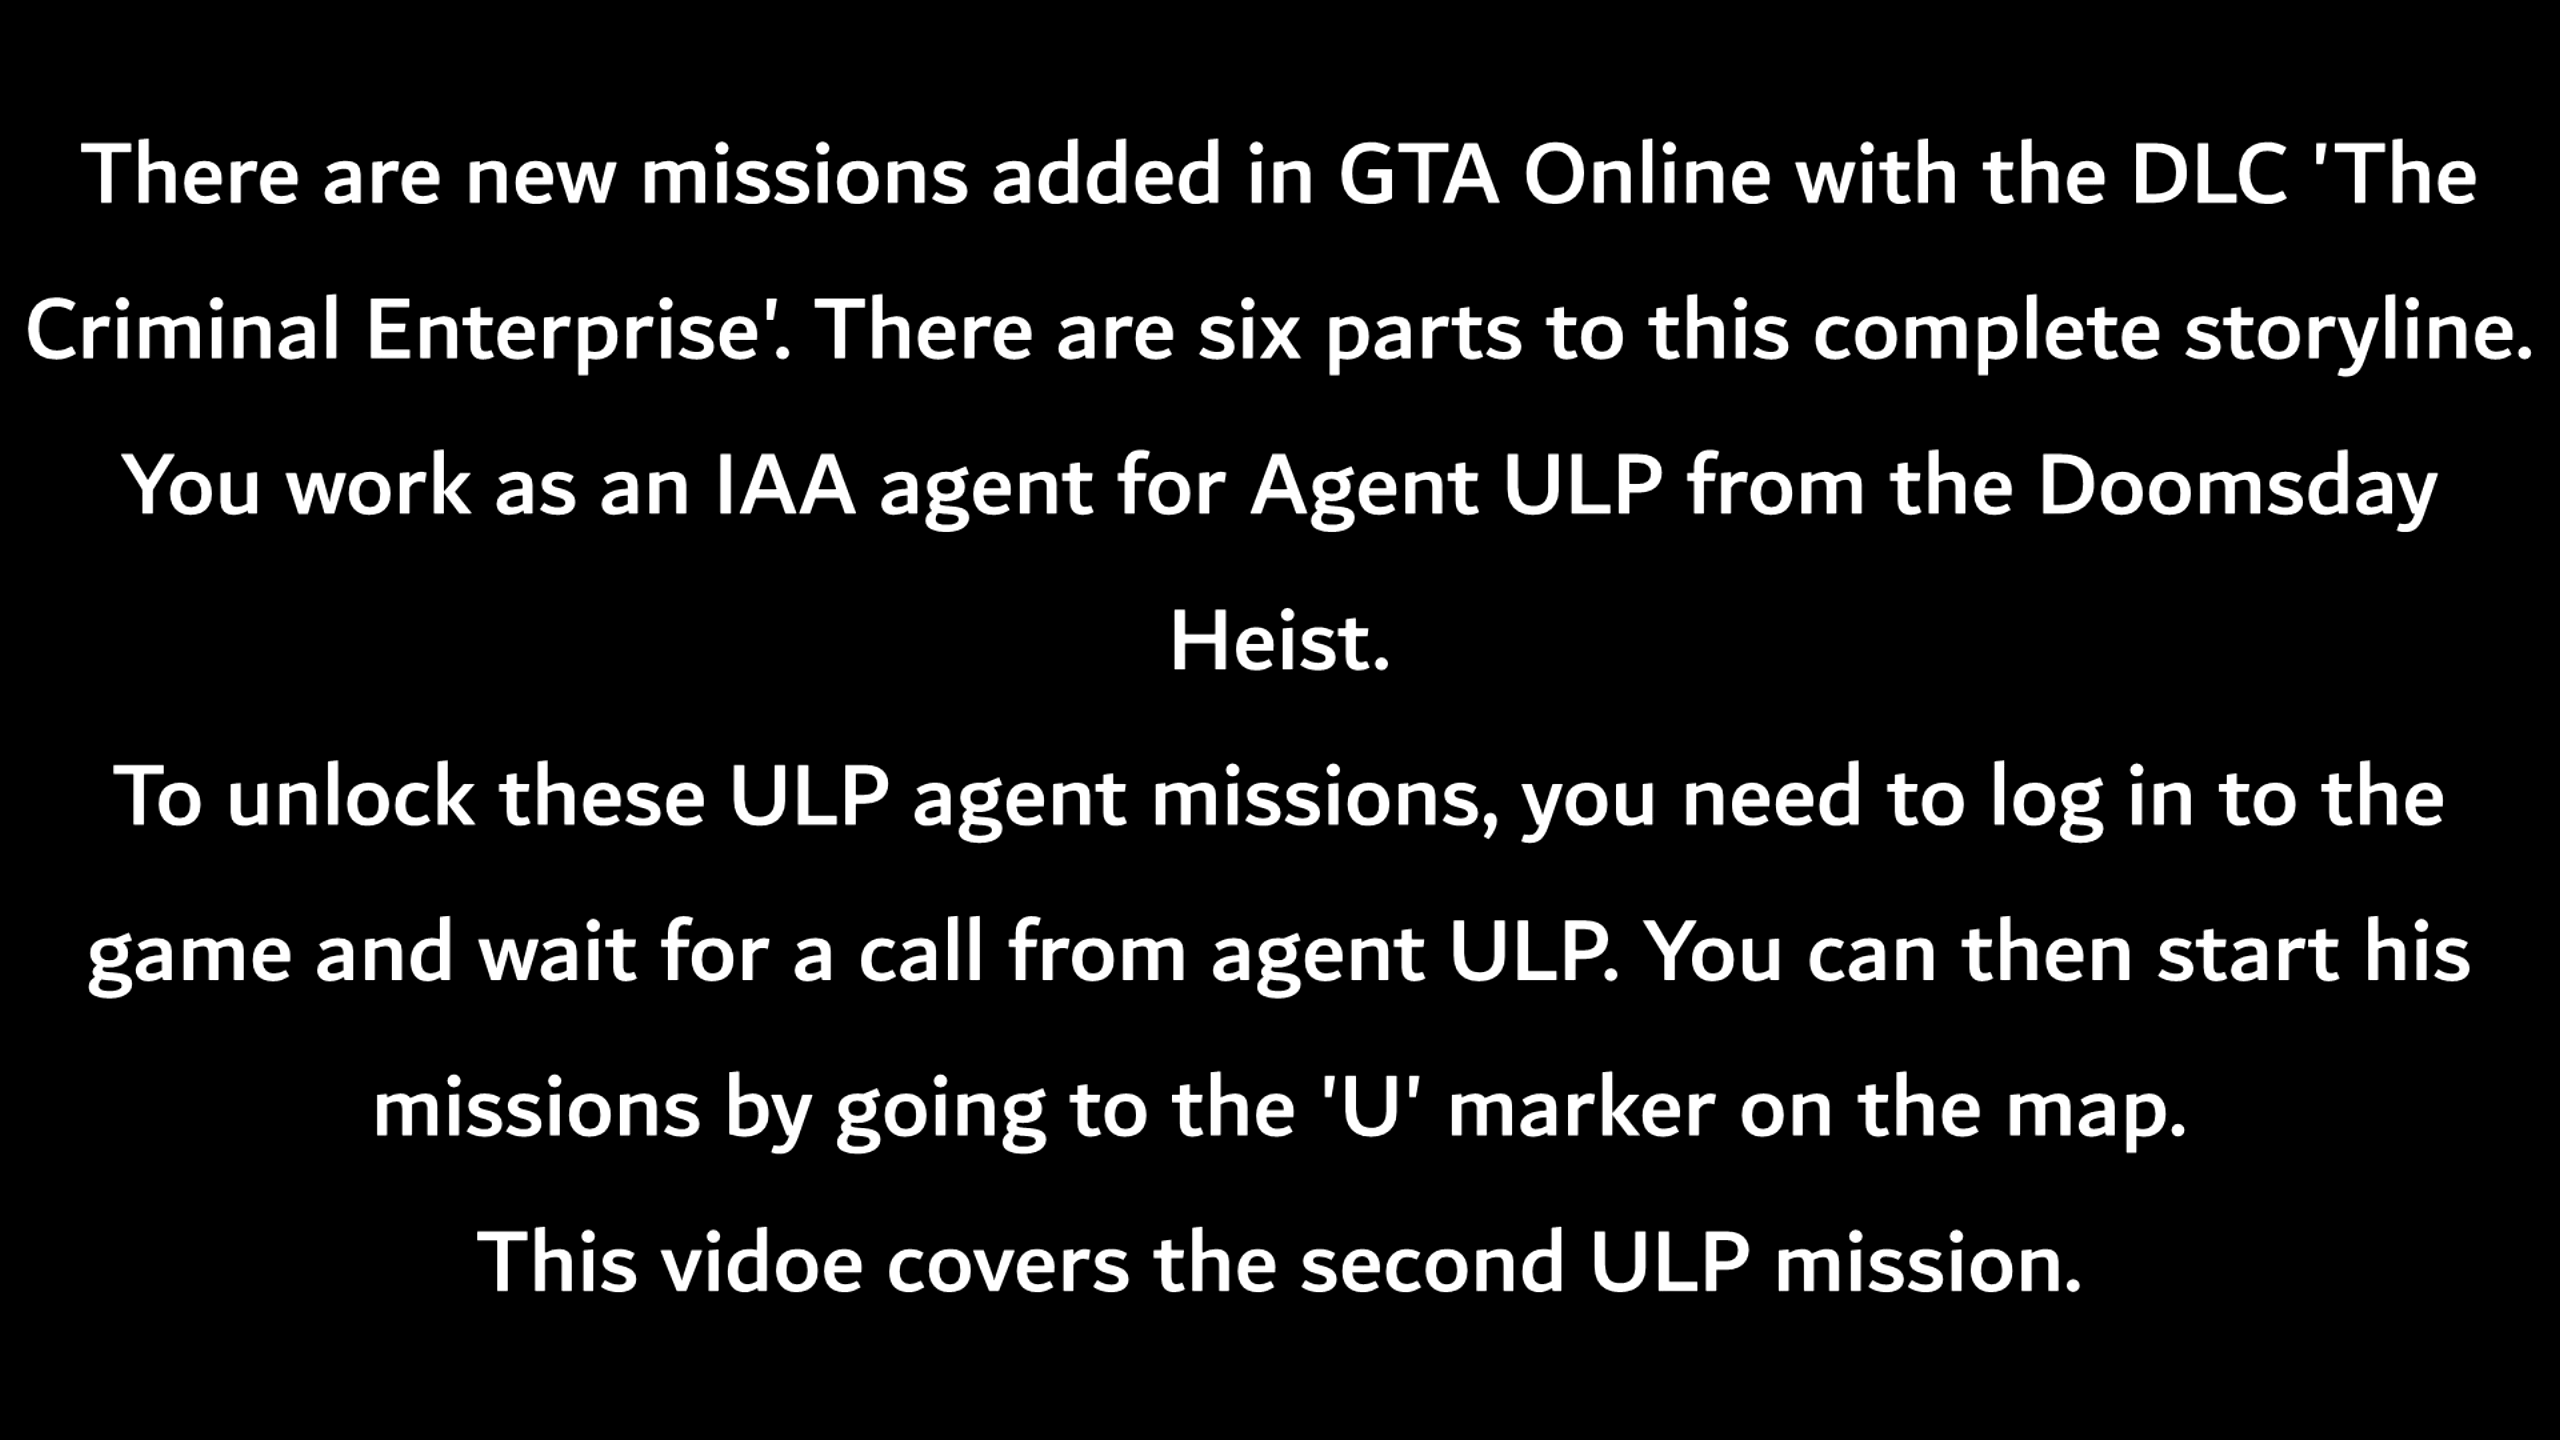 There are new missions added in GTA Online with the DLC 'The
Criminal Enterprise'. There are six parts to this complete storyline.
You work as an IAA agent for Agent ULP from the Doomsday
Heist.
To unlock these ULP agent missions, you need to log in to the
game and wait for a call from agent ULP. You can then start his
missions by going to the 'U' marker on the map.
This vidoe covers the second ULP mission.